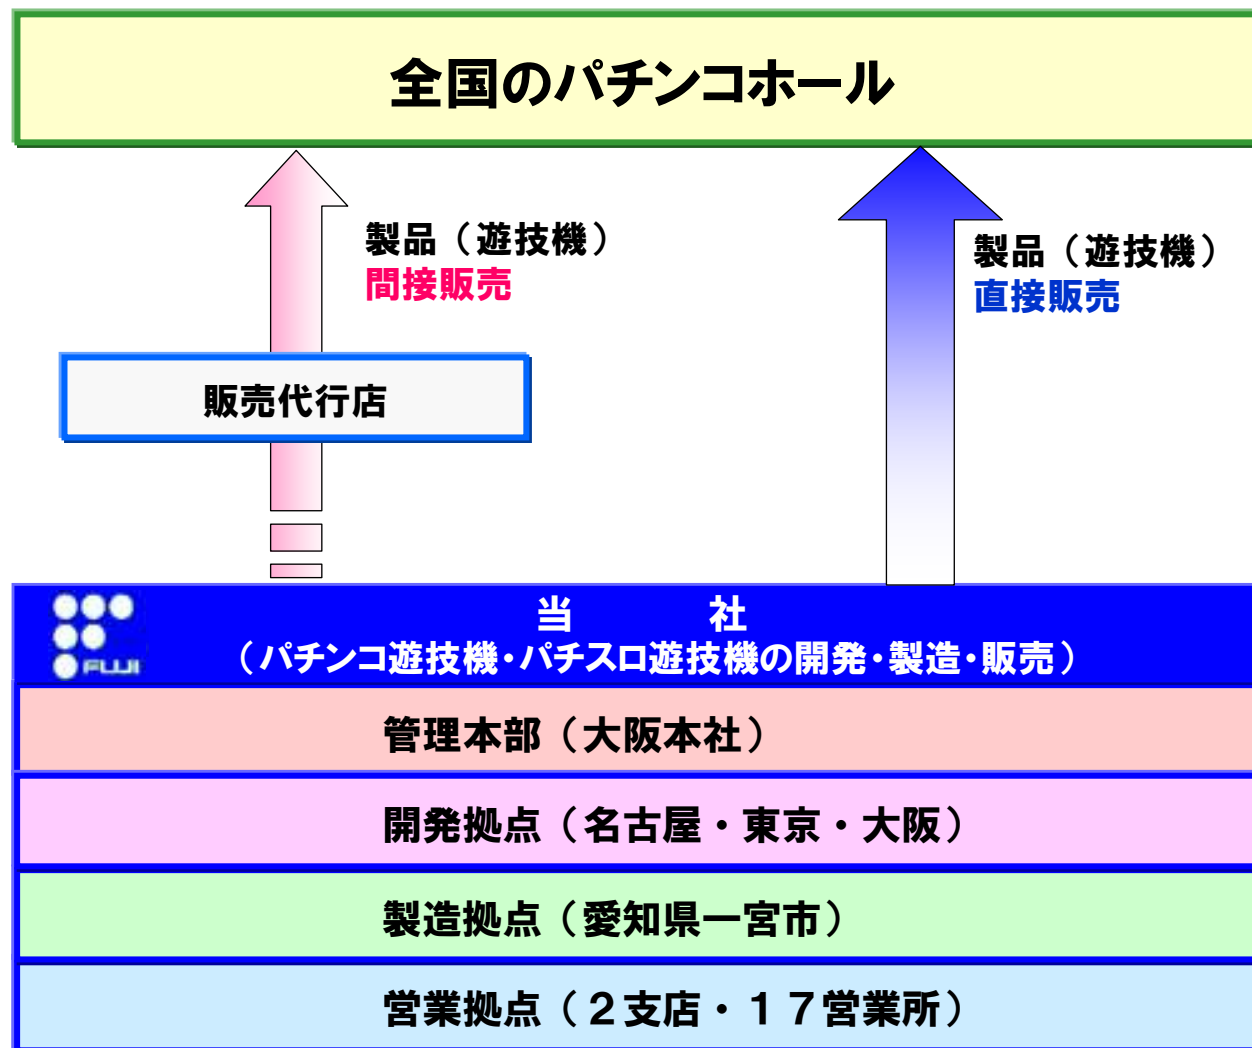 全国のパチンコホール
製品（遊技機）
間接販売
製品（遊技機）
直接販売
販売代行店
当　　社
（パチンコ遊技機・パチスロ遊技機の開発・製造・販売）
FUJI
管理本部（大阪本社）
開発拠点（名古屋・東京・大阪）
製造拠点（愛知県一宮市）
営業拠点（２支店・１７営業所）